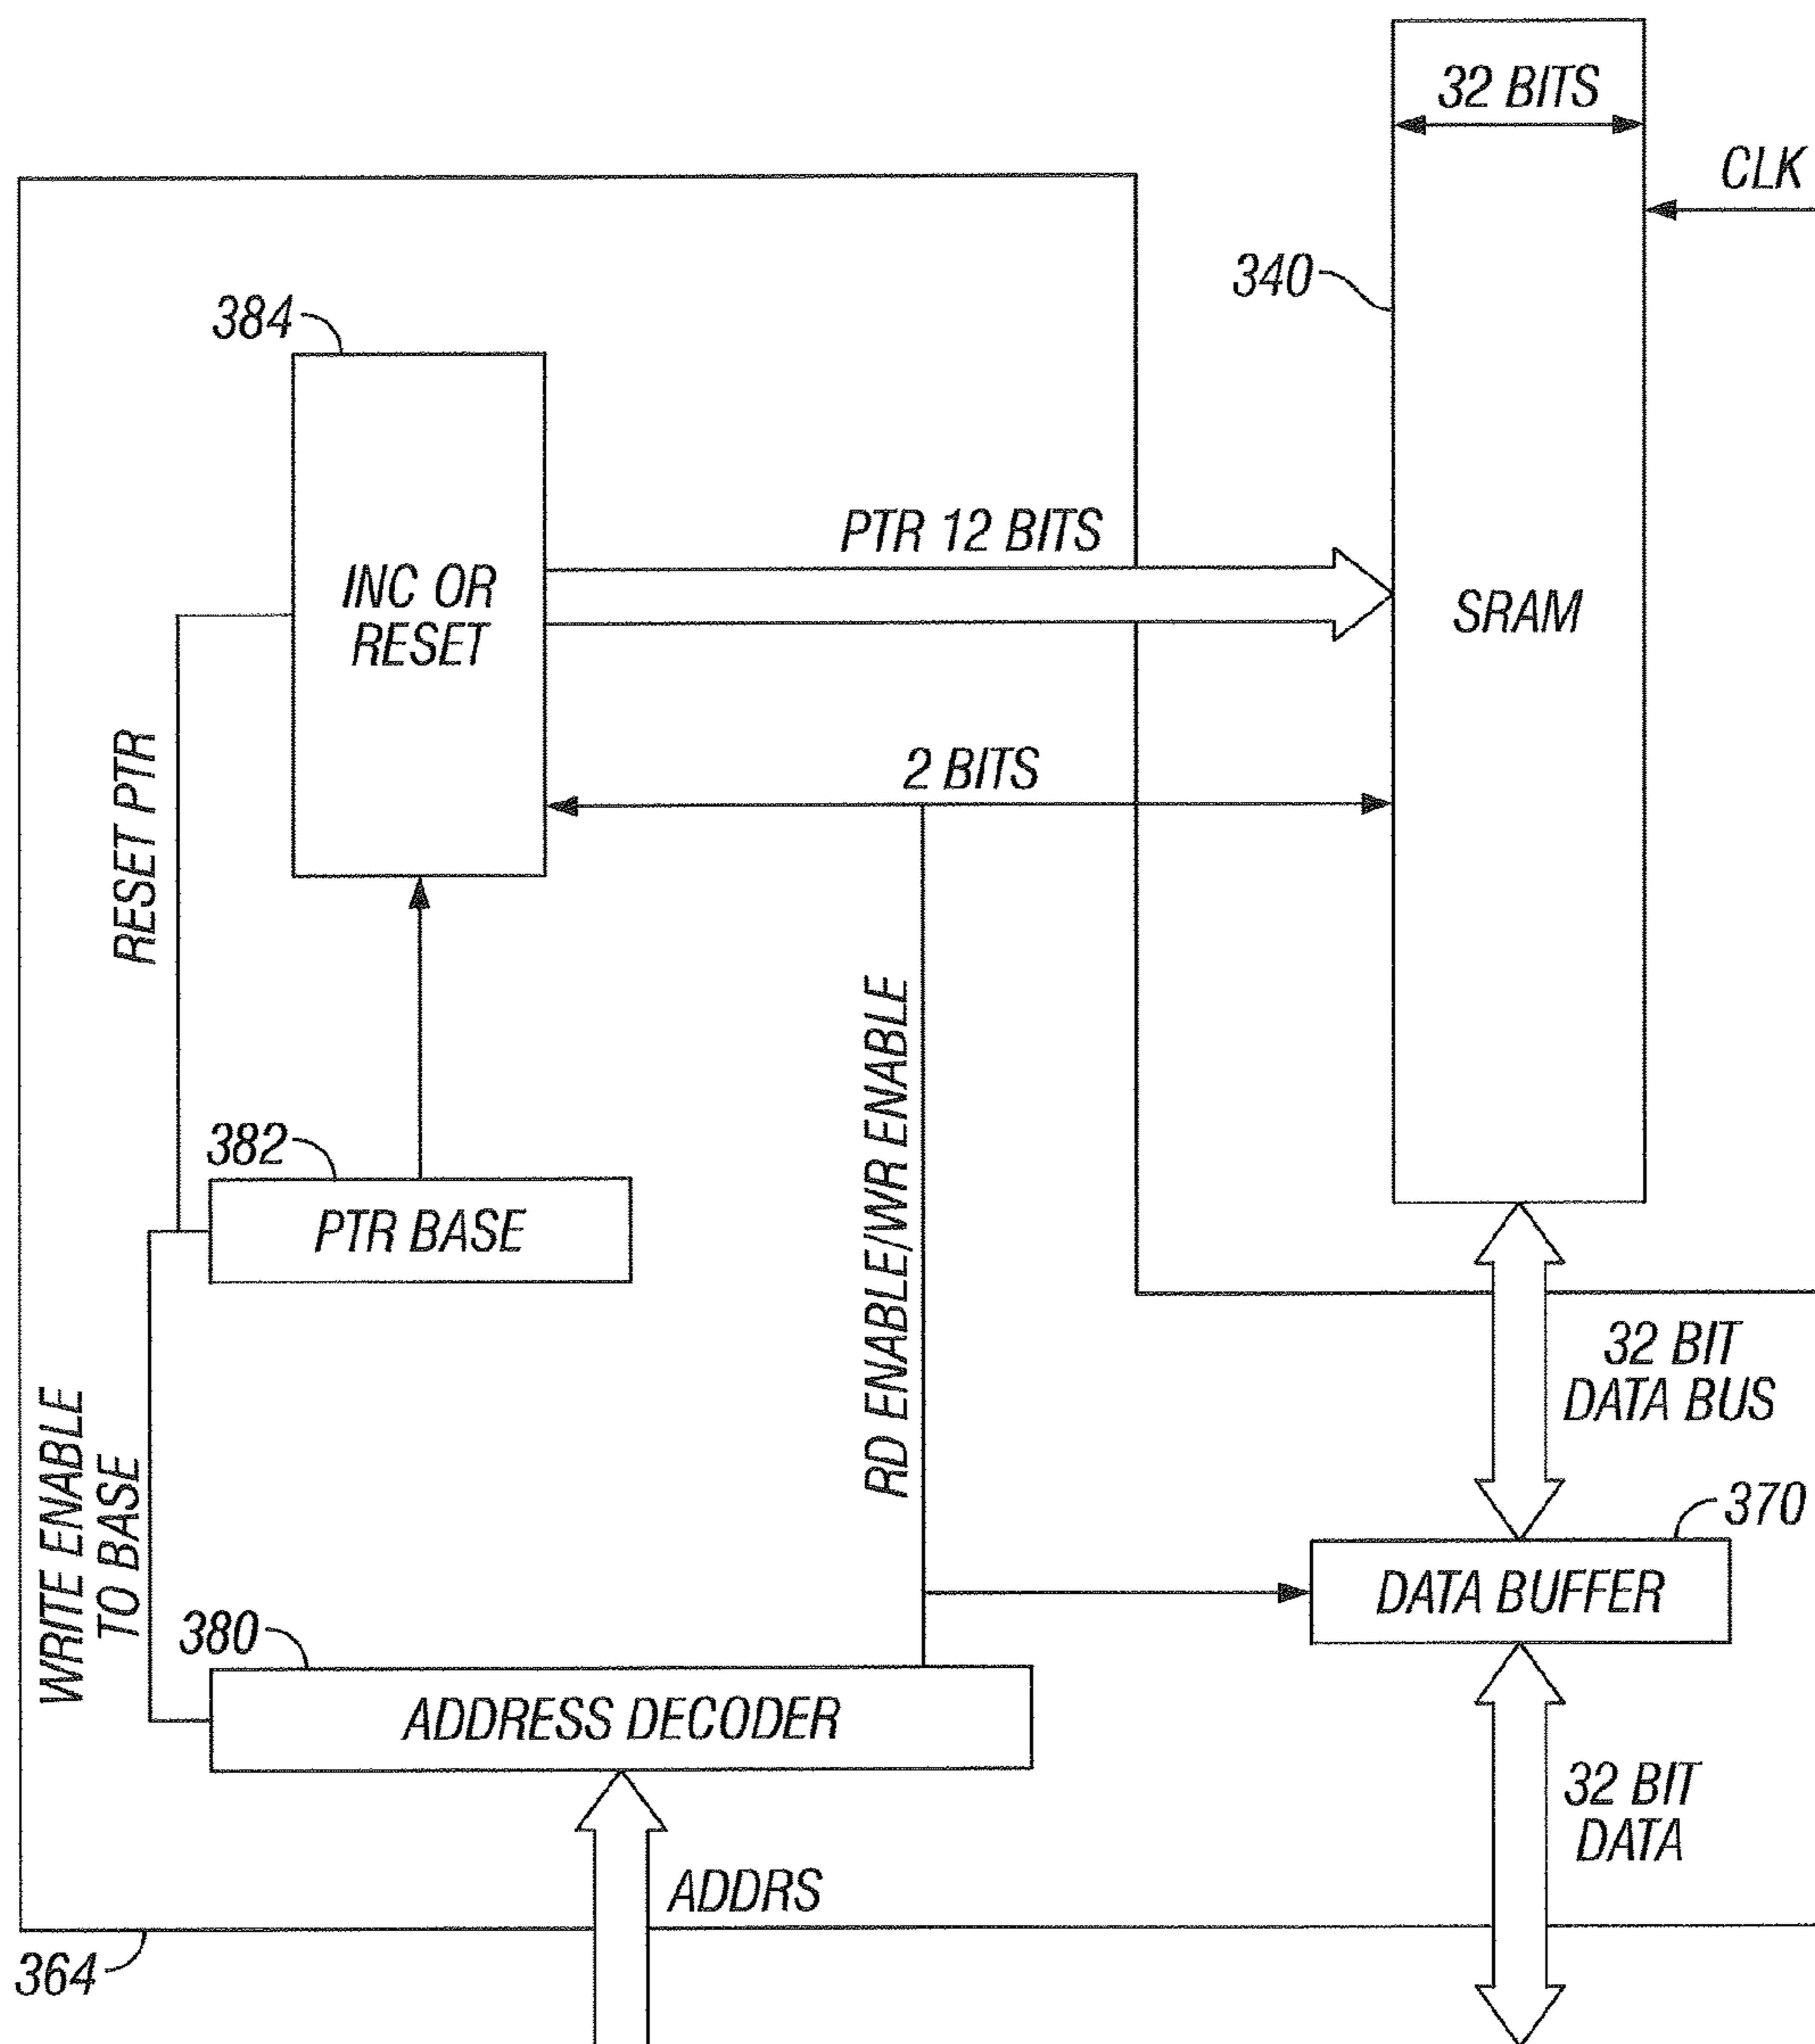 32 BITS
CLK
340
384
PTR 12 BITS
INC OR
RESET
SRAM
2 BITS
RESET PTR
RD ENABLE/WR ENABLE
382
PTR BASE
32 BIT
DATA BUS
WRITE ENABLE
TO BASE
370
DATA BUFFER
380
ADDRESS DECODER
32 BIT
DATA
ADDRS
364